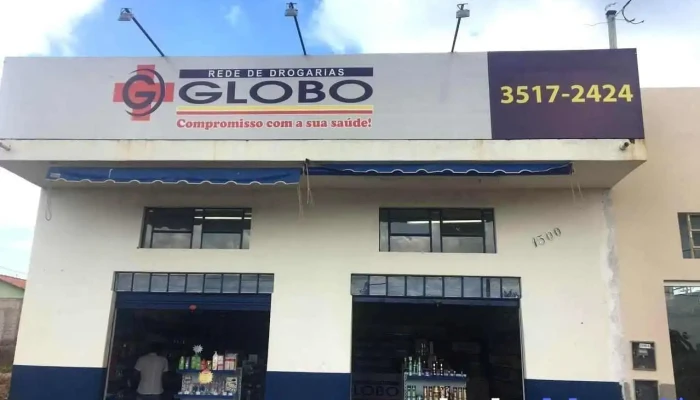 REDE DE DROGARIAS
G GLOBO
Compromisso com a sua saúde!
3517-2424
1500
GLOBO